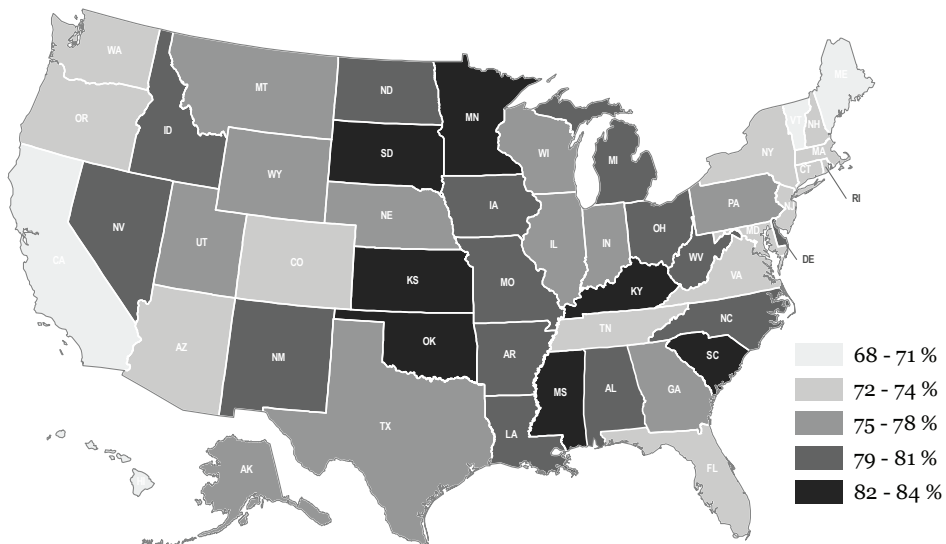 WA
MT
ND
MN
ME
VT
NH
OR
ID
SD
WI
MI
NY
MA
CT
RI
WY
IA
NE
PA
NJ
NV
UT
CO
IL
IN
OH
MD
DE
CA
KS
MO
WV
VA
KY
AZ
NM
OK
AR
TN
NC
SC
MS
AL
GA
TX
LA
AK
FL
68 - 71 %
72 - 74 %
75 - 78 %
79 - 81 %
82 - 84 %